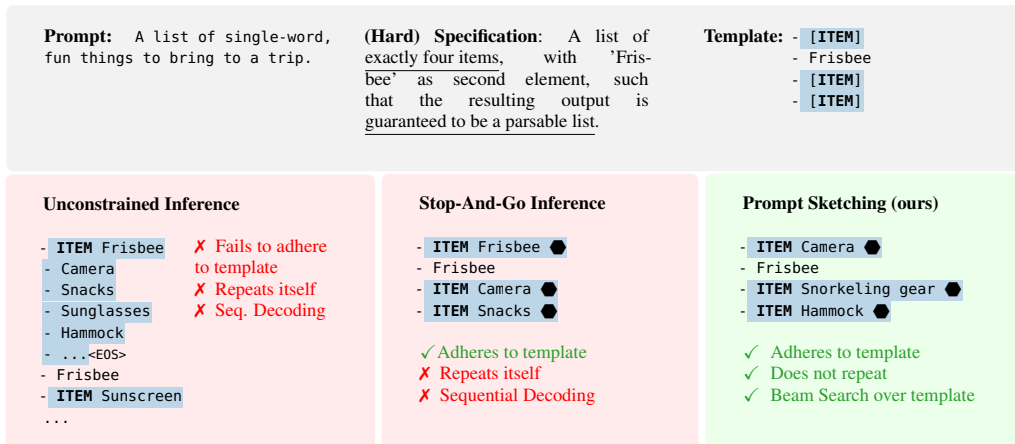 Prompt: A list of single-word,
fun things to bring to a trip.
(Hard) Specification: A list of
exactly four items, with 'Fris-
bee' as second element, such
that the resulting output is
guaranteed to be a parsable list.
Template: - [ITEM]
- Frisbee
- [ITEM]
- [ITEM]
Unconstrained Inference
- ITEM Frisbee
- Camera
- Snacks
- Sunglasses
- Hammock
- ...<EOS>
- Frisbee
- ITEM Sunscreen
...
✗ Fails to adhere
to template
✗ Repeats itself
✗ Seq. Decoding
Stop-And-Go Inference
- ITEM Frisbee
- Frisbee
- ITEM Camera
- ITEM Snacks
✓ Adheres to template
✗ Repeats itself
✗ Sequential Decoding
Prompt Sketching (ours)
- ITEM Camera
- Frisbee
- ITEM Snorkeling gear
- ITEM Hammock
✓ Adheres to template
✓ Does not repeat
✓ Beam Search over template